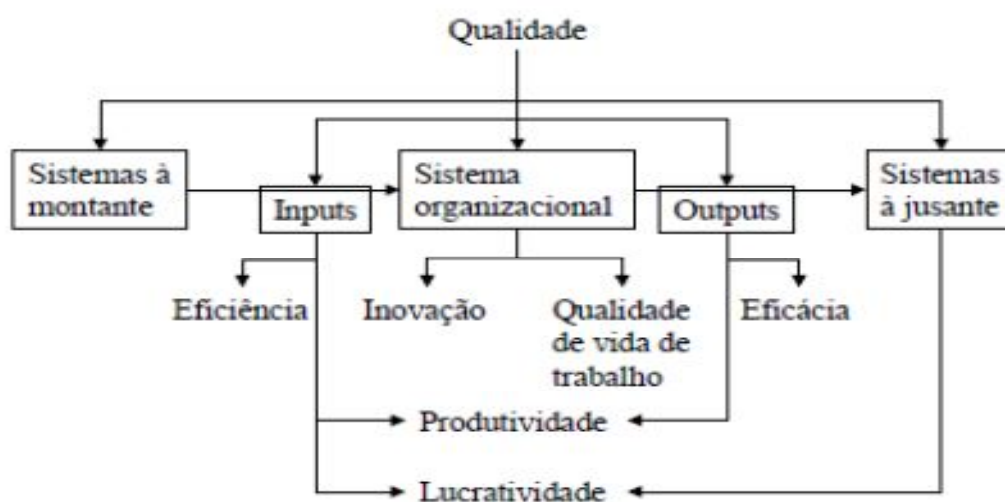 Qualidade
Sistemas à
montante
Inputs
Sistema
organizacional
Outputs
Sistemas
à jusante
Eficiência
Inovação
Qualidade
de vida de
trabalho
Eficácia
Produtividade
Lucratividade